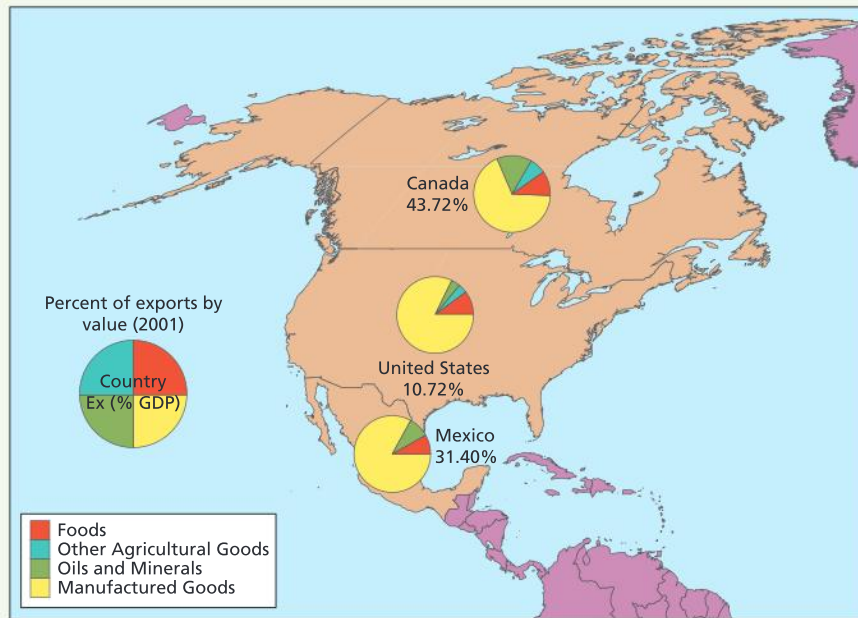 Canada
43.72%
United States
10.72%
Mexico
31.40%
Percent of exports by
value (2001)
Country
Ex (% GDP)
Foods
Other Agricultural Goods
Oils and Minerals
Manufactured Goods